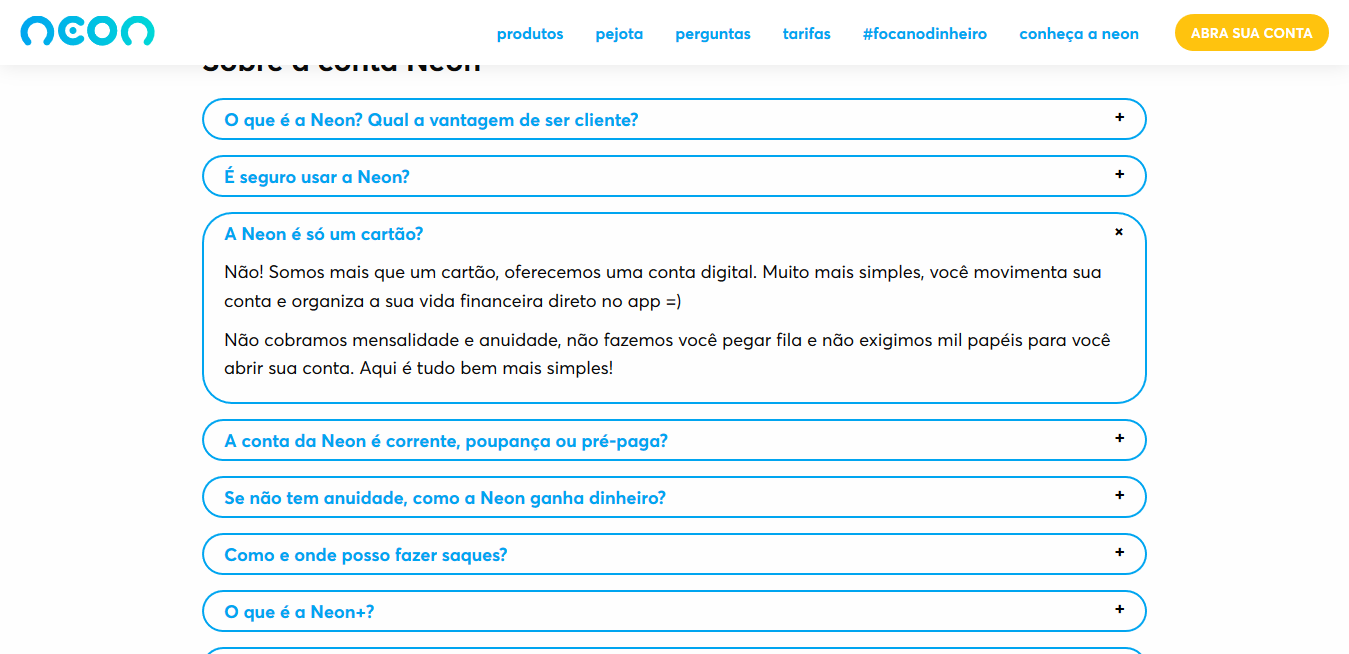 neon
produtos
pejota
perguntas
tarifas
#focanodinheiro
conheça a neon
ABRA SUA CONTA
Sobre a conta Neon
O que é a Neon? Qual a vantagem de ser cliente?
+
É seguro usar a Neon?
+
A Neon é só um cartão?
×
Não! Somos mais que um cartão, oferecemos uma conta digital. Muito mais simples, você movimenta sua
conta e organiza a sua vida financeira direto no app =)
Não cobramos mensalidade e anuidade, não fazemos você pegar fila e não exigimos mil papéis para você
abrir sua conta. Aqui é tudo bem mais simples!
A conta da Neon é corrente, poupança ou pré-paga?
+
Se não tem anuidade, como a Neon ganha dinheiro?
+
Como e onde posso fazer saques?
+
O que é a Neon+?
+